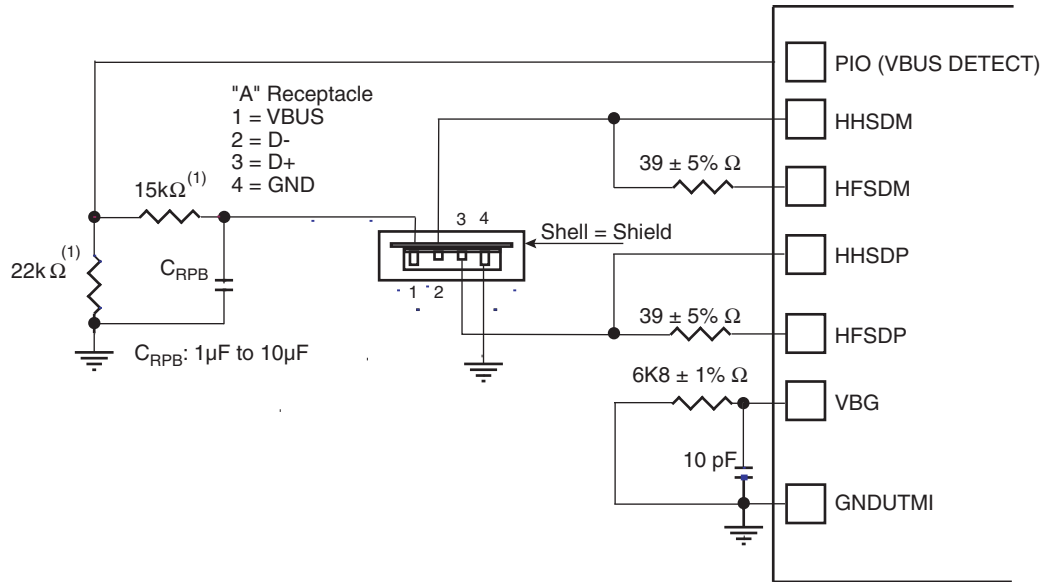 PIO (VBUS DETECT)
"A" Receptacle
1 = VBUS
2 = D-
3 = D+
4 = GND
HHSDM
39 ± 5% Ω
HFSDM
15kΩ(1)
3 4
Shell = Shield
HHSDP
22k Ω(1)
CRPB
1 2
39 ± 5% Ω
HFSDP
CRPB: 1µF to 10µF
6K8 ± 1% Ω
VBG
10 pF
GNDUTMI